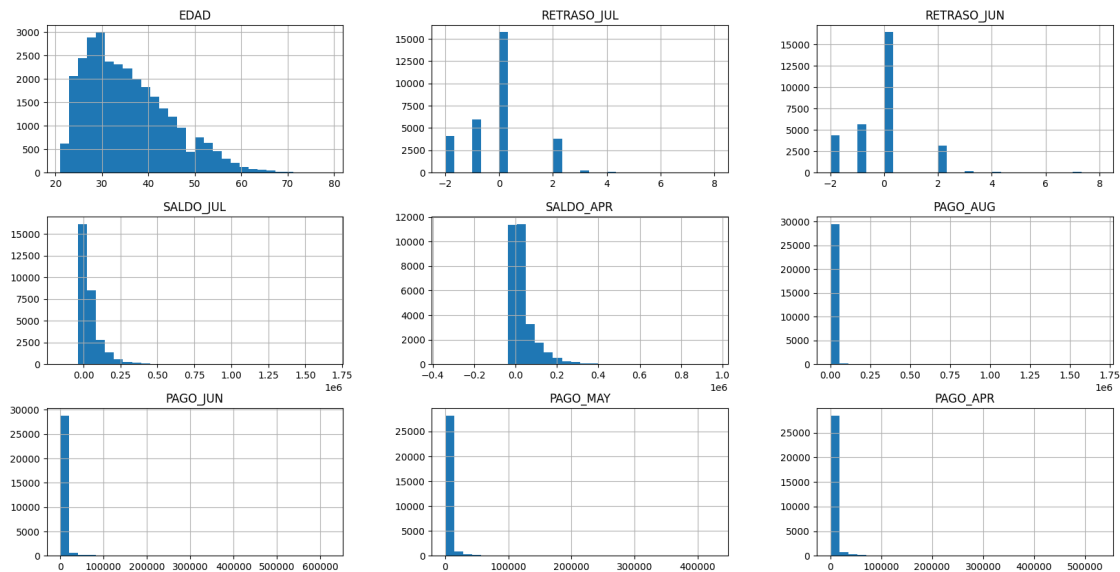 EDAD
3000
2500
2000
1500
1000
500
0
20 30 40 50 60 70 80
RETRASO_JUL
15000
12500
10000
7500
5000
2500
0
−2 0 2 4 6 8
RETRASO_JUN
15000
12500
10000
7500
5000
2500
0
−2 0 2 4 6 8
SALDO_JUL
15000
12500
10000
7500
5000
2500
0
0.00 0.25 0.50 0.75 1.00 1.25 1.50 1.75
1e6
SALDO_APR
12000
10000
8000
6000
4000
2000
0
−0.4 −0.2 0.0 0.2 0.4 0.6 0.8 1.0
1e6
PAGO_AUG
30000
25000
20000
15000
10000
5000
0
0.00 0.25 0.50 0.75 1.00 1.25 1.50 1.75
1e6
PAGO_JUN
30000
25000
20000
15000
10000
5000
0
0 100000 200000 300000 400000 500000 600000
PAGO_MAY
25000
20000
15000
10000
5000
0
0 100000 200000 300000 400000
PAGO_APR
25000
20000
15000
10000
5000
0
0 100000 200000 300000 400000 500000